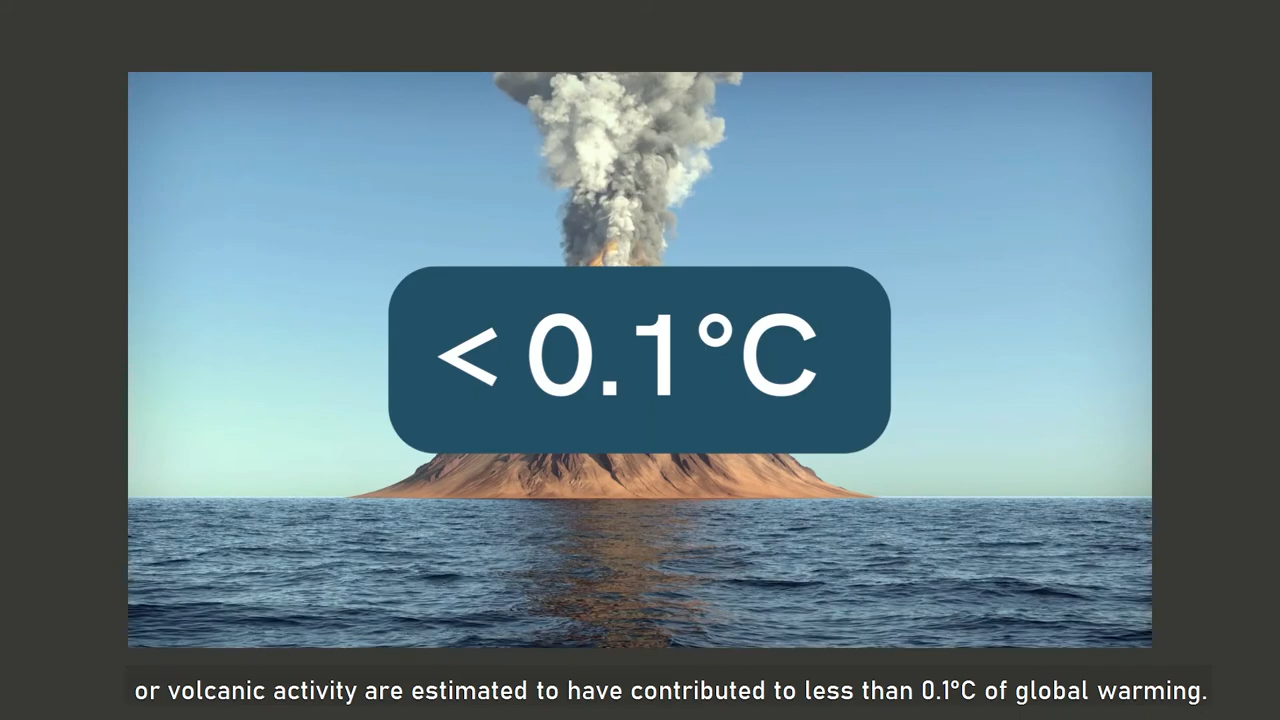 < 0.1°C
or volcanic activity are estimated to have contributed to less than 0.1°C of global warming.